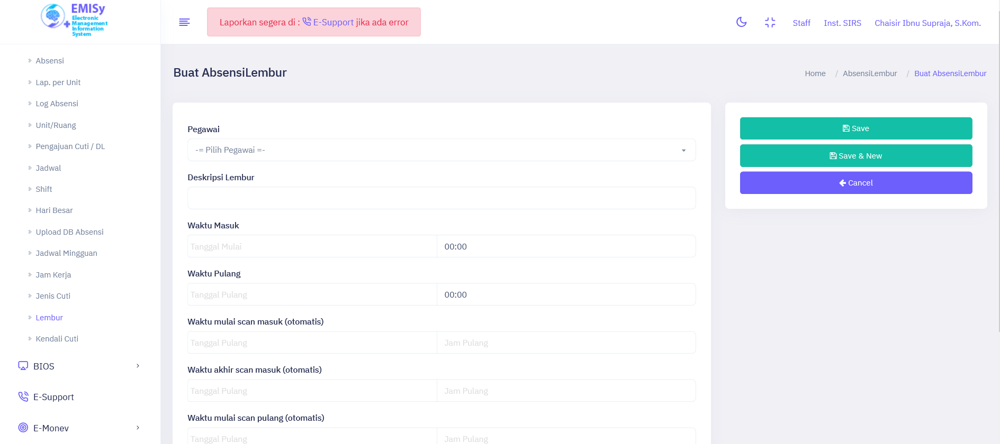 EMISy
Electronic
Management
Information
System
Laporkan segera di : E-Support jika ada error
Staff
Inst. SIRS
Chaisir Ibnu Supraja, S.Kom.
Absensi
Lap. per Unit
Log Absensi
Unit/Ruang
Pengajuan Cuti / DL
Jadwal
Shift
Hari Besar
Upload DB Absensi
Jadwal Mingguan
Jam Kerja
Jenis Cuti
Lembur
Kendali Cuti
BIOS
E-Support
E-Monev
Buat AbsensiLembur
Home / AbsensiLembur / Buat AbsensiLembur
Pegawai
-= Pilih Pegawai =-
Deskripsi Lembur
Waktu Masuk
Tanggal Mulai 00:00
Waktu Pulang
Tanggal Pulang 00:00
Waktu mulai scan masuk (otomatis)
Tanggal Pulang Jam Pulang
Waktu akhir scan masuk (otomatis)
Tanggal Pulang Jam Pulang
Waktu mulai scan pulang (otomatis)
Tanggal Pulang Jam Pulang
Save
Save & New
Cancel